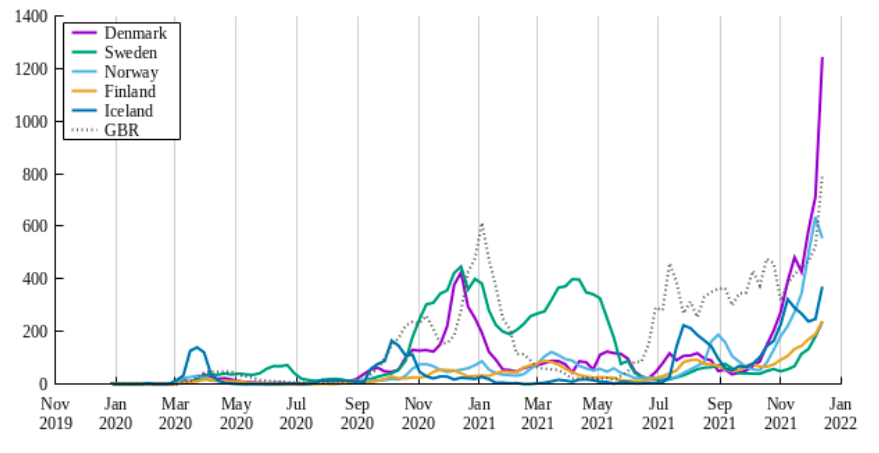 1400
1200
1000
800
600
400
200
0
Denmark
Sweden
Norway
Finland
Iceland
GBR
Nov Jan Mar May Jul Sep Nov Jan Mar May Jul Sep Nov Jan
2019 2020 2020 2020 2020 2020 2020 2021 2021 2021 2021 2021 2021 2022